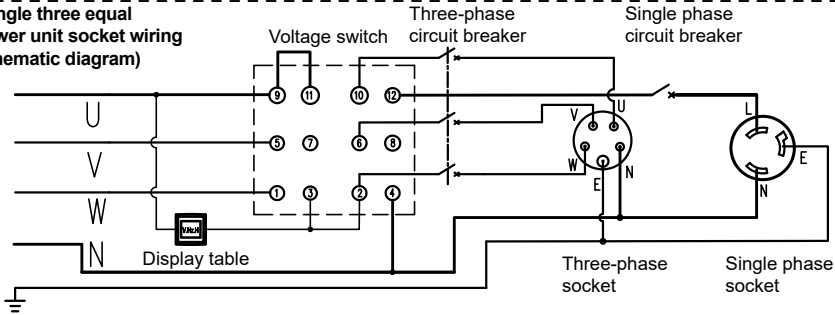 ngle three equal
wer unit socket wiring
nematic diagram)
Voltage switch
Three-phase
circuit breaker
Single phase
circuit breaker
9 11 10 12
5 7 6 8
1 3 2 4
U
V
W
N
V.Hz.H
Display table
V U
W N
E
L
E
N
Three-phase
socket
Single phase
socket